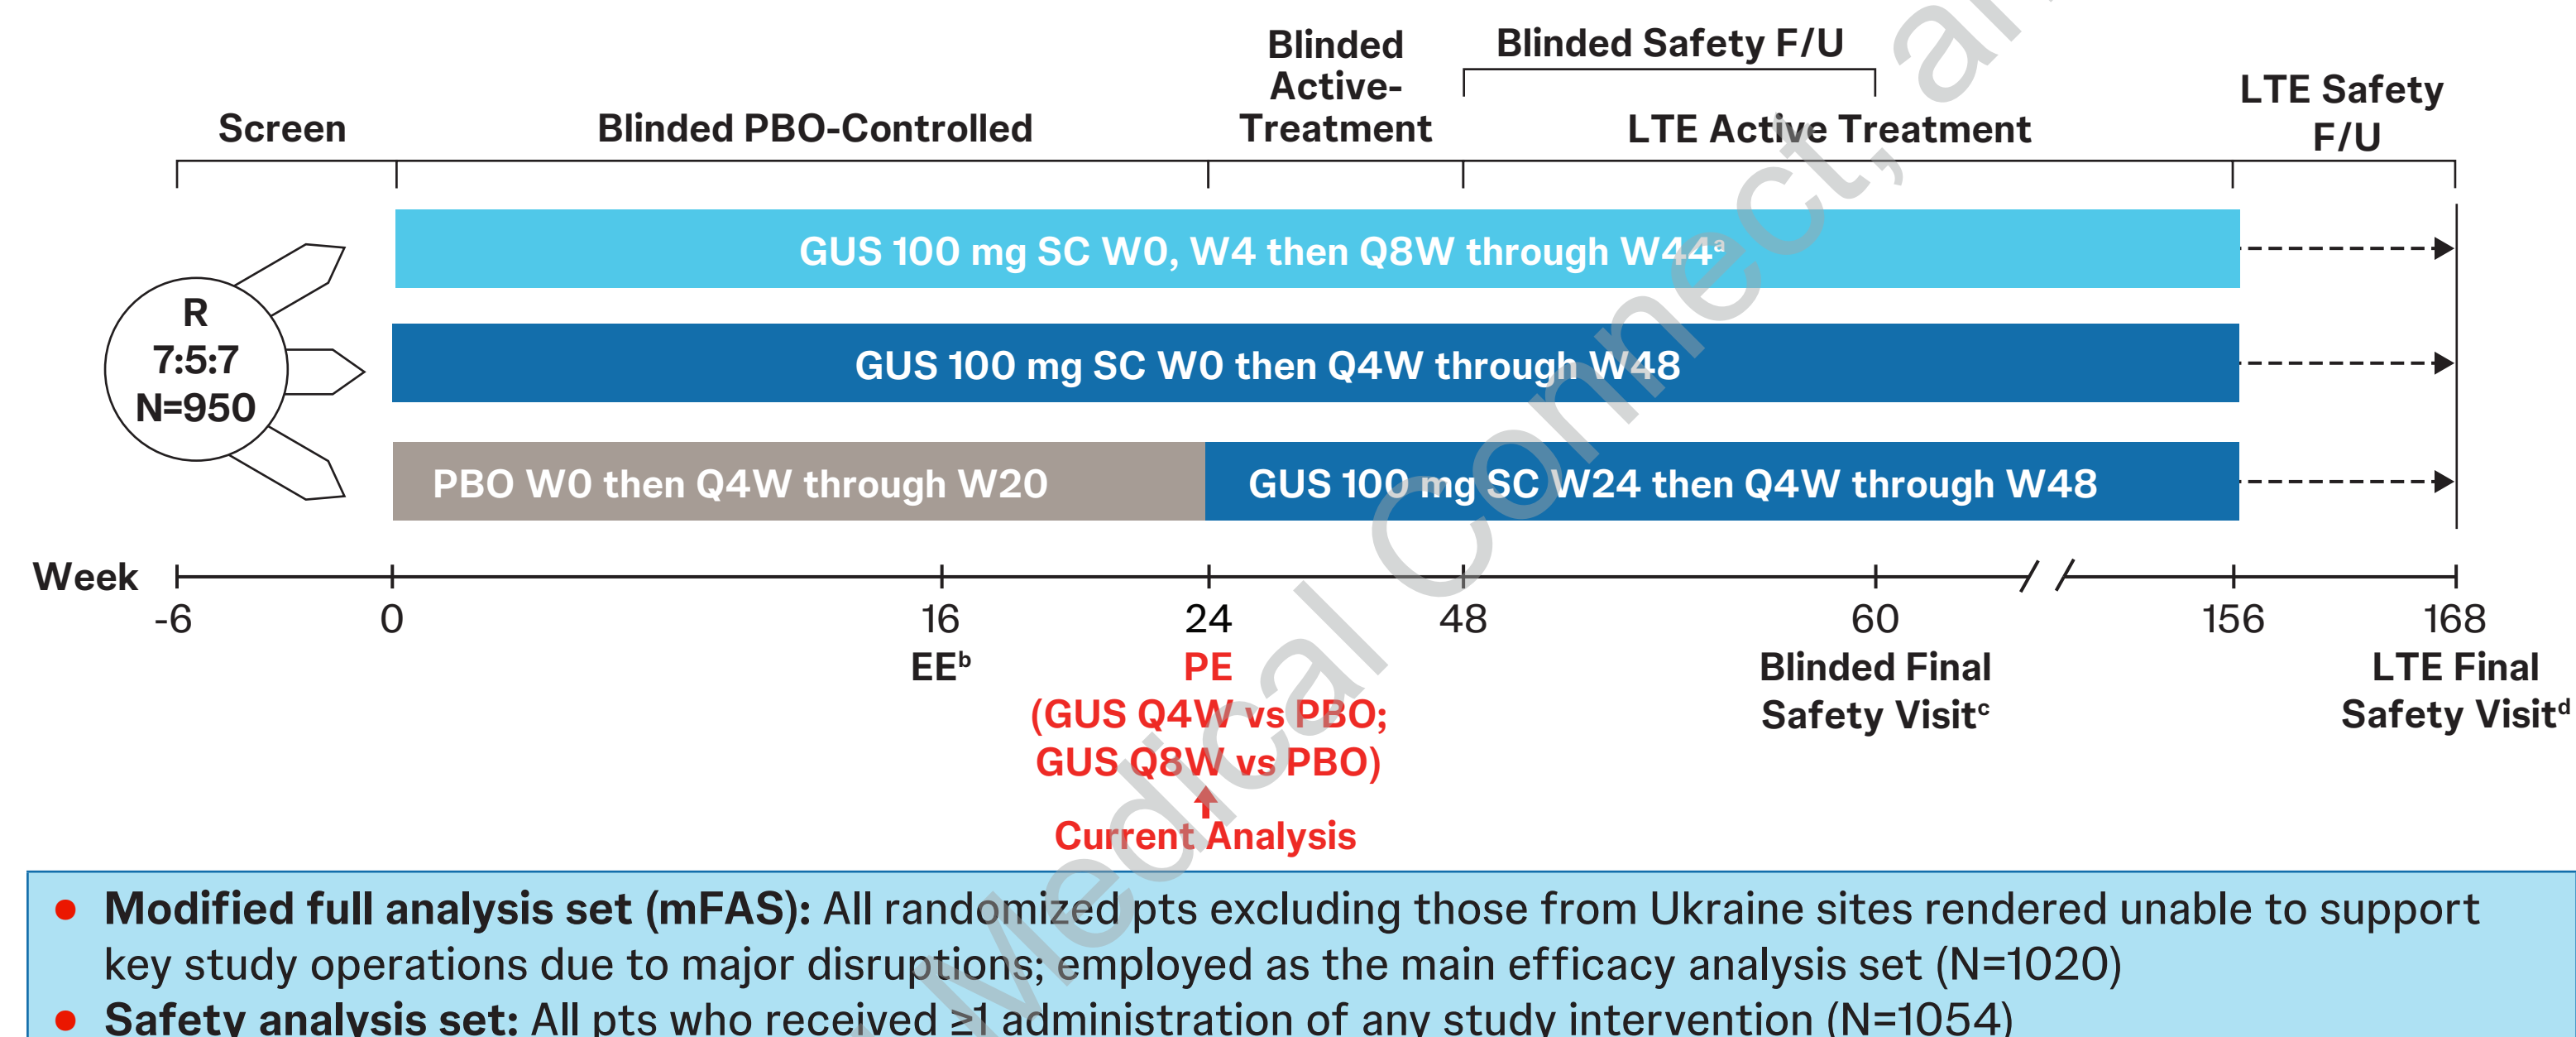 Blinded Safety F/U
Blinded
Active-
Treatment
LTE Safety
F/U
Screen
Blinded PBO-Controlled
LTE Active Treatment
GUS 100 mg SC W0, W4 then Q8W through W44ᵃ
R
7:5:7
N=950
GUS 100 mg SC W0 then Q4W through W48
PBO W0 then Q4W through W20
GUS 100 mg SC W24 then Q4W through W48
Week
-6
0
16
24
48
60
156
168
EEᵇ
PE
(GUS Q4W vs PBO;
GUS Q8W vs PBO)
Current Analysis
Blinded Final
Safety Visitᶜ
LTE Final
Safety Visitᵈ
• Modified full analysis set (mFAS): All randomized pts excluding those from Ukraine sites rendered unable to support
key study operations due to major disruptions; employed as the main efficacy analysis set (N=1020)
• Safety analysis set: All pts who received ≥1 administration of any study intervention (N=1054)
Medical Connect,